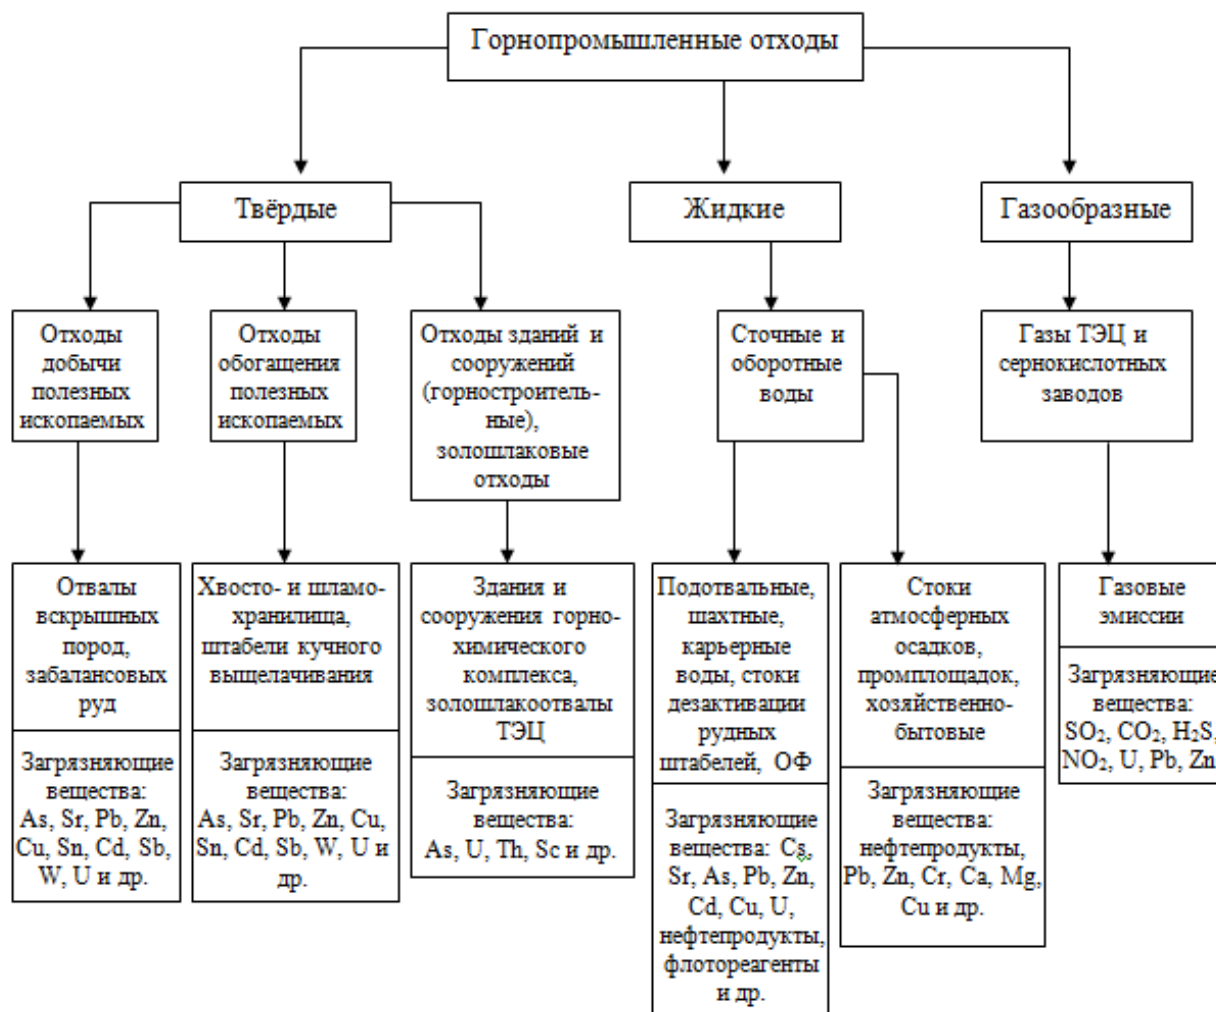 Горнопромышленные отходы
Твёрдые
Жидкие
Газообразные
Отходы
добычи
полезных
ископаемых
Отходы
обогащения
полезных
ископаемых
Отходы зданий и
сооружений
(горностроитель-
ные),
золошлаковые
отходы
Сточные и
оборотные
воды
Газы ТЭЦ и
сернокислотных
заводов
Отвалы
вскрышных
пород,
забалансовых
руд
Загрязняющие
вещества:
As, Sr, Pb, Zn,
Cu, Sn, Cd, Sb,
W, U и др.
Хвосто- и шламо-
хранилища,
штабели кучного
выщелачивания
Загрязняющие
вещества:
As, Sr, Pb, Zn, Cu,
Sn, Cd, Sb, W, U и
др.
Здания и
сооружения горно-
химического
комплекса,
золошлакоотвалы
ТЭЦ
Загрязняющие
вещества:
As, U, Th, Sc и др.
Подотвальные,
шахтные,
карьерные
воды, стоки
дезактивации
рудных
штабелей, ОФ
Загрязняющие
вещества: Cs,
Sr, As, Pb, Zn,
Cd, Cu, U,
нефтепродукты,
флотореагенты
и др.
Стоки
атмосферных
осадков,
промплощадок,
хозяйственно-
бытовые
Загрязняющие
вещества:
нефтепродукты,
Pb, Zn, Cr, Ca, Mg,
Cu и др.
Газовые
эмиссии
Загрязняющие
вещества:
SO₂, CO₂, H₂S,
NO₂, U, Pb, Zn